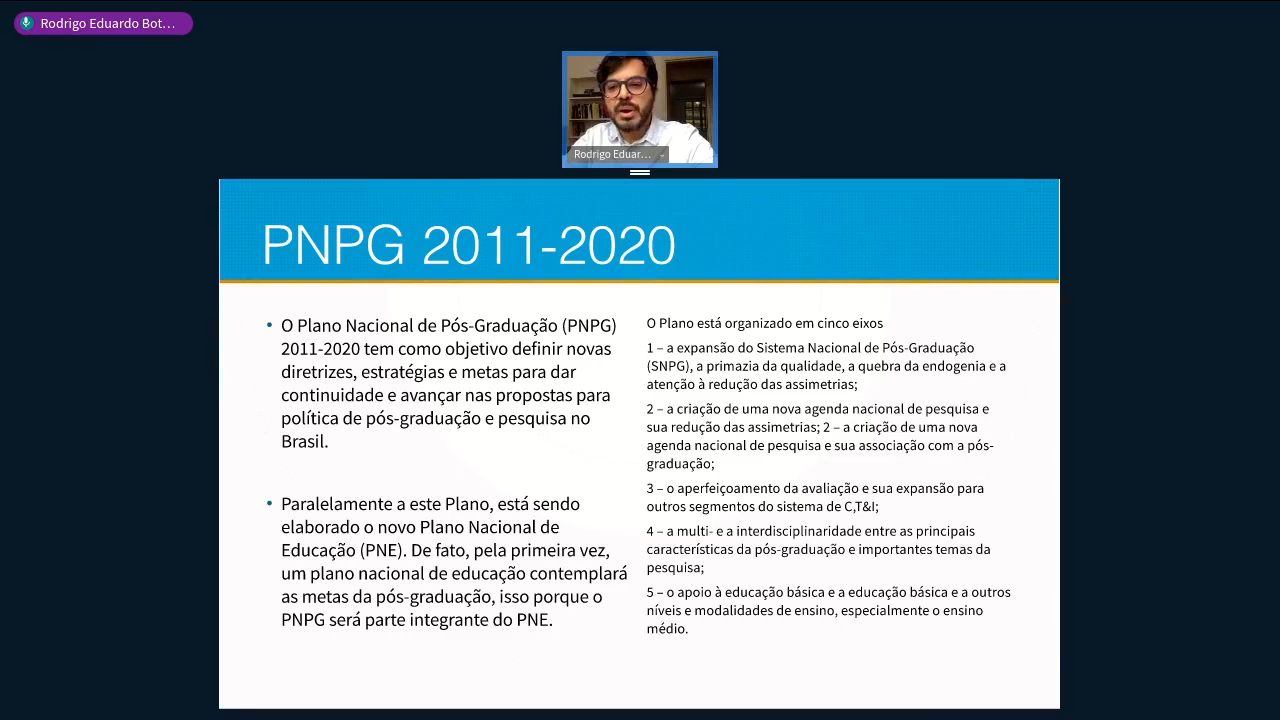 Rodrigo Eduardo Bot…
Rodrigo Eduar…
PNPG 2011-2020
• O Plano Nacional de Pós-Graduação (PNPG)
2011-2020 tem como objetivo definir novas
diretrizes, estratégias e metas para dar
continuidade e avançar nas propostas para
política de pós-graduação e pesquisa no
Brasil.
• Paralelamente a este Plano, está sendo
elaborado o novo Plano Nacional de
Educação (PNE). De fato, pela primeira vez,
um plano nacional de educação contemplará
as metas da pós-graduação, isso porque o
PNPG será parte integrante do PNE.
O Plano está organizado em cinco eixos
1 – a expansão do Sistema Nacional de Pós-Graduação
(SNPG), a primazia da qualidade, a quebra da endogenia e a
atenção à redução das assimetrias;
2 – a criação de uma nova agenda nacional de pesquisa e
sua redução das assimetrias; 2 – a criação de uma nova
agenda nacional de pesquisa e sua associação com a pós-
graduação;
3 – o aperfeiçoamento da avaliação e sua expansão para
outros segmentos do sistema de C,T&I;
4 – a multi- e a interdisciplinaridade entre as principais
características da pós-graduação e importantes temas da
pesquisa;
5 – o apoio à educação básica e a educação básica e a outros
níveis e modalidades de ensino, especialmente o ensino
médio.